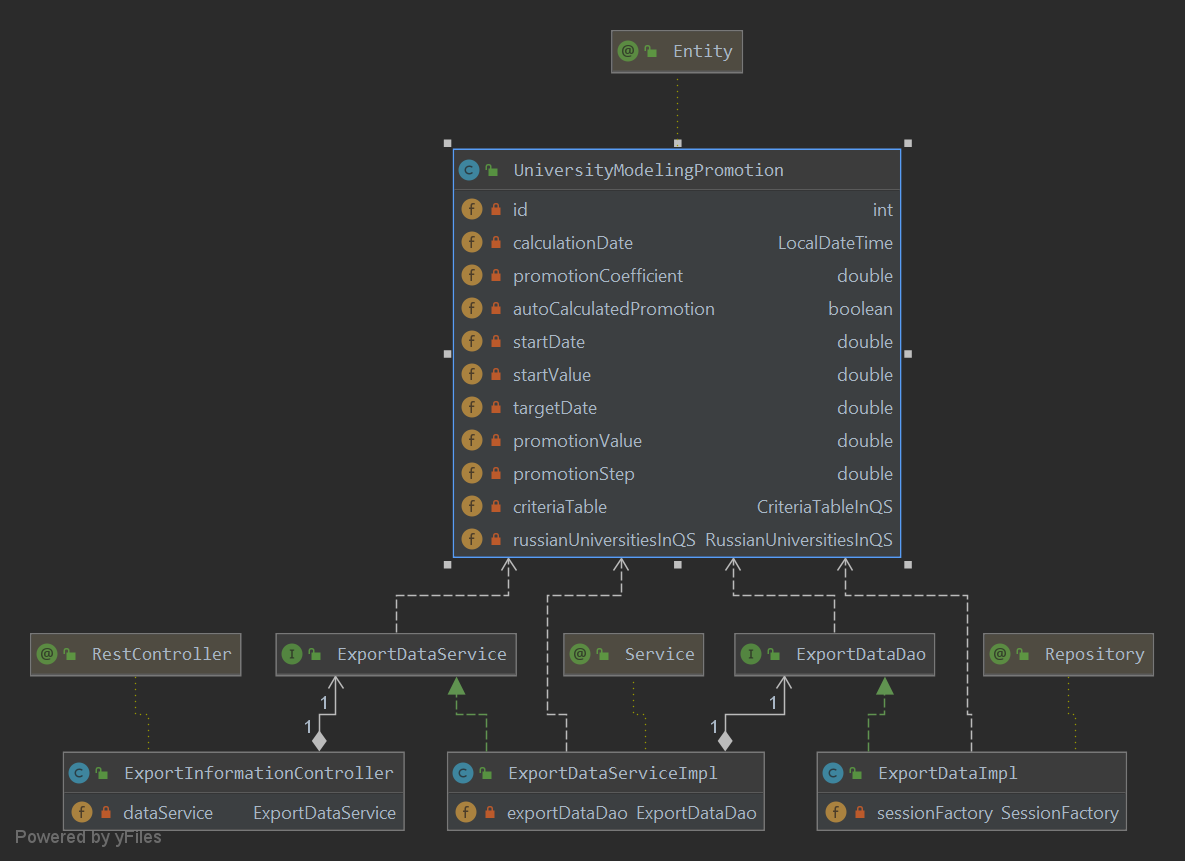 @ Entity
C UniversityModelingPromotion
f id int
f calculationDate LocalDateTime
f promotionCoefficient double
f autoCalculatedPromotion boolean
f startDate double
f startValue double
f targetDate double
f promotionValue double
f promotionStep double
f criteriaTable CriteriaTableInQS
f russianUniversitiesInQS RussianUniversitiesInQS
@ RestController
I ExportDataService
@ Service
I ExportDataDao
@ Repository
1
1
1
1
C ExportInformationController
f dataService ExportDataService
C ExportDataServiceImpl
f exportDataDao ExportDataDao
C ExportDataImpl
f sessionFactory SessionFactory
Powered by yFiles